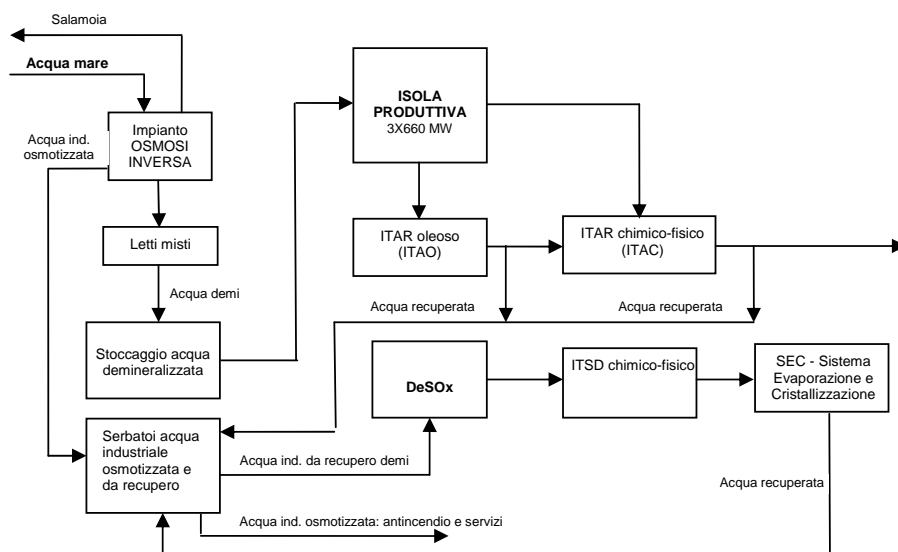 Salamoia
Acqua mare
Impianto
OSMOSI
INVERSA
Acqua ind.
osmotizzata
Letti misti
Acqua demi
Stoccaggio acqua
demineralizzata
Serbatoi acqua
industriale
osmotizzata e
da recupero
ISOLA
PRODUTTIVA
3X660 MW
ITAR oleoso
(ITAO)
ITAR chimico-fisico
(ITAC)
Acqua recuperata
Acqua recuperata
DeSOx
ITSD chimico-fisico
SEC - Sistema
Evaporazione e
Cristallizzazione
Acqua ind. da recupero demi
Acqua recuperata
Acqua ind. osmotizzata: antincendio e servizi